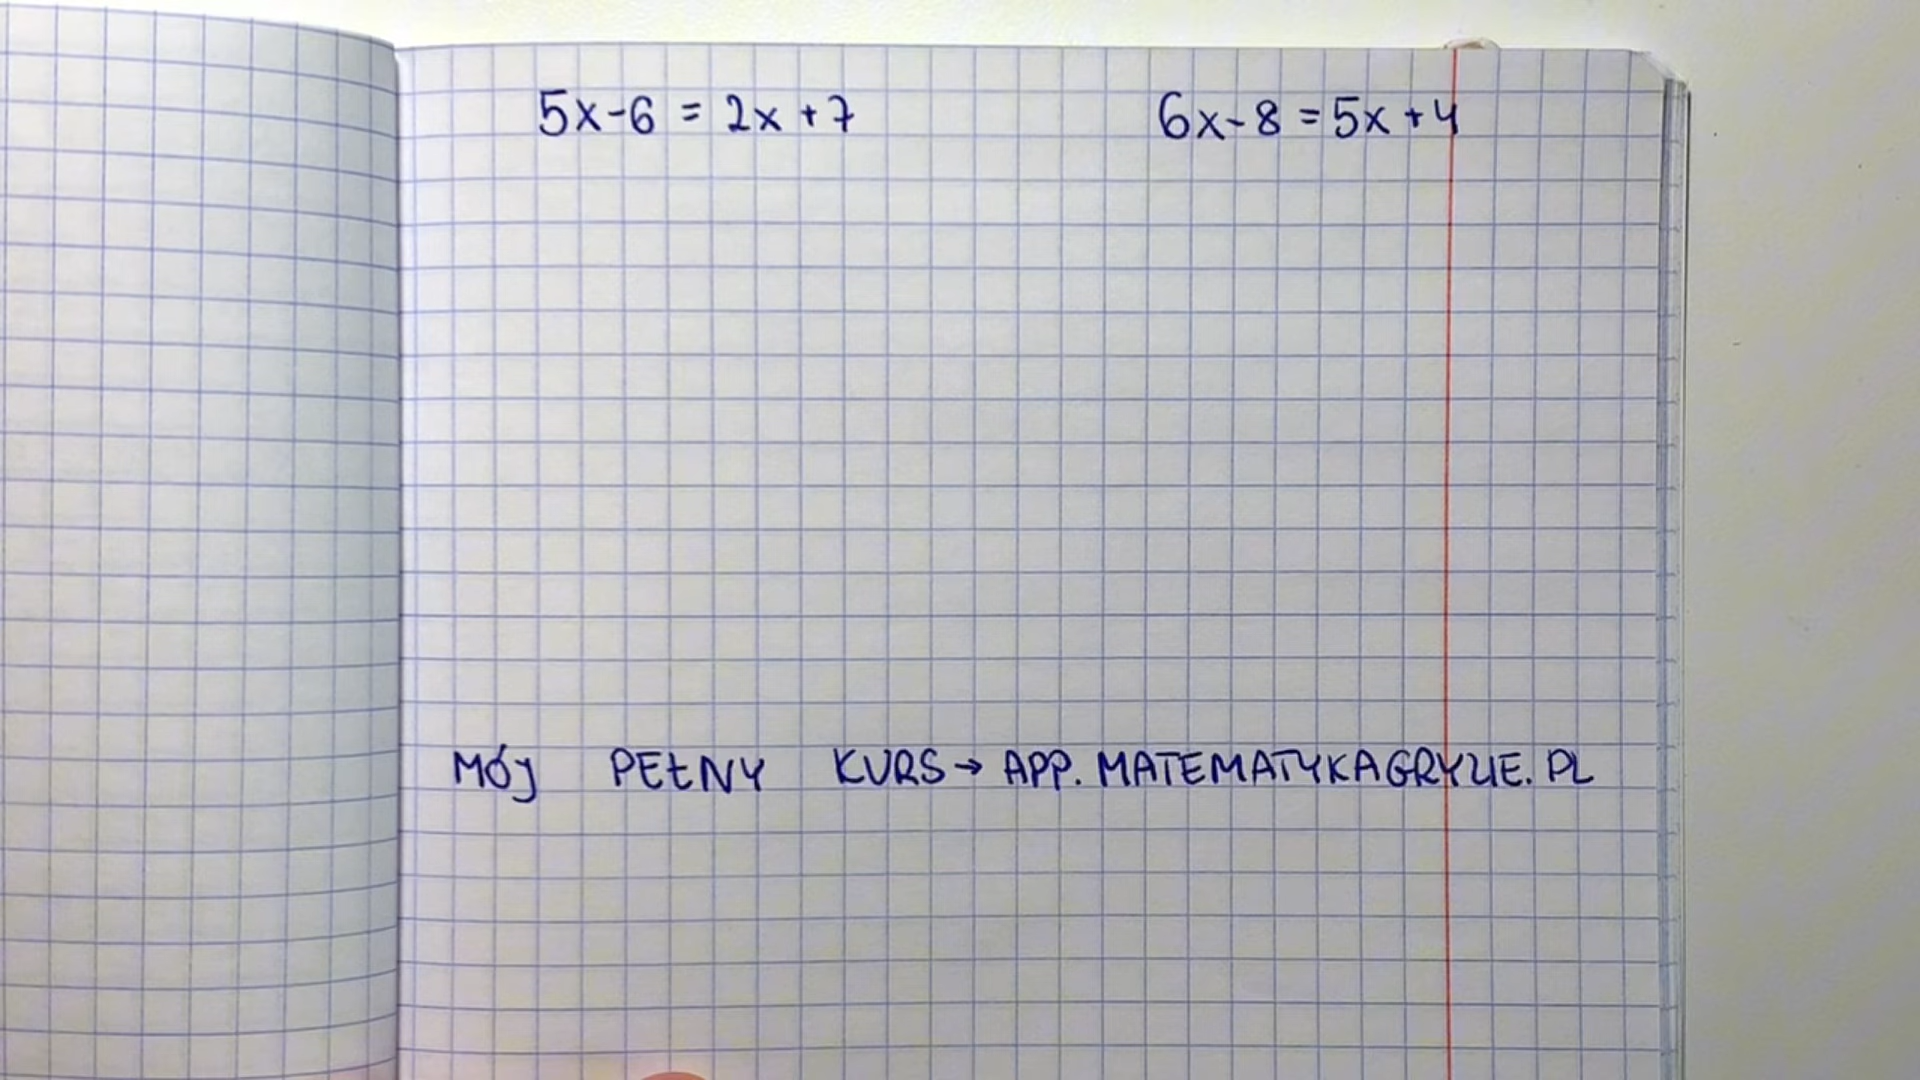 5x-6 = 2x+7
6x-8 = 5x+4
MÓJ PEŁNY KURS → APP.MATEMATYKAGRYZIE.PL